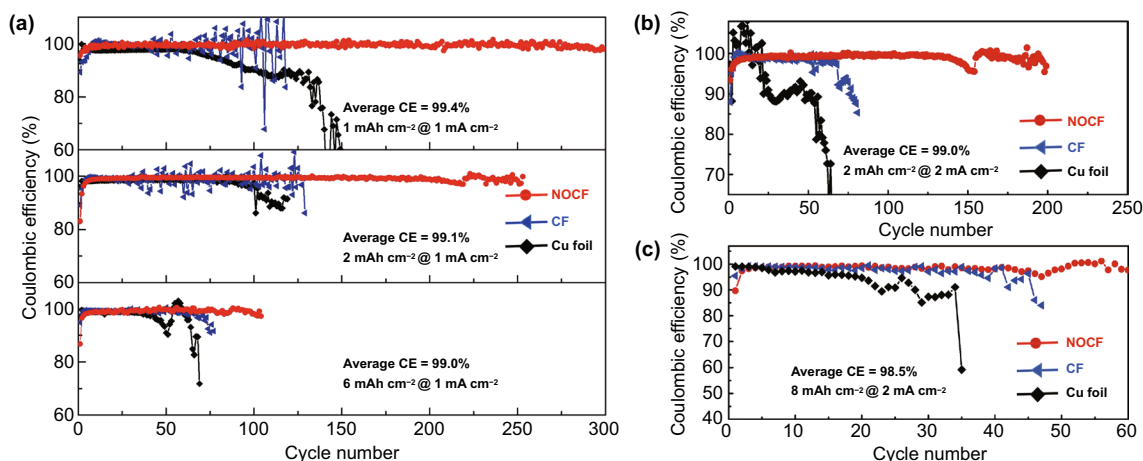 (a)
100
80
60
Average CE = 99.4%
1 mAh cm⁻² @ 1 mA cm⁻²
100
80
60
NOCF
CF
Cu foil
Average CE = 99.1%
2 mAh cm⁻² @ 1 mA cm⁻²
100
80
60
Average CE = 99.0%
6 mAh cm⁻² @ 1 mA cm⁻²
0 50 100 150 200 250 300
Cycle number
Coulombic efficiency (%)
(b)
Coulombic efficiency (%)
100
90
80
70
NOCF
CF
Cu foil
Average CE = 99.0%
2 mAh cm⁻² @ 2 mA cm⁻²
0 50 100 150 200 250
Cycle number
(c)
Coulombic efficiency (%)
100
90
80
70
60
50
40
NOCF
CF
Cu foil
Average CE = 98.5%
8 mAh cm⁻² @ 2 mA cm⁻²
0 10 20 30 40 50 60
Cycle number